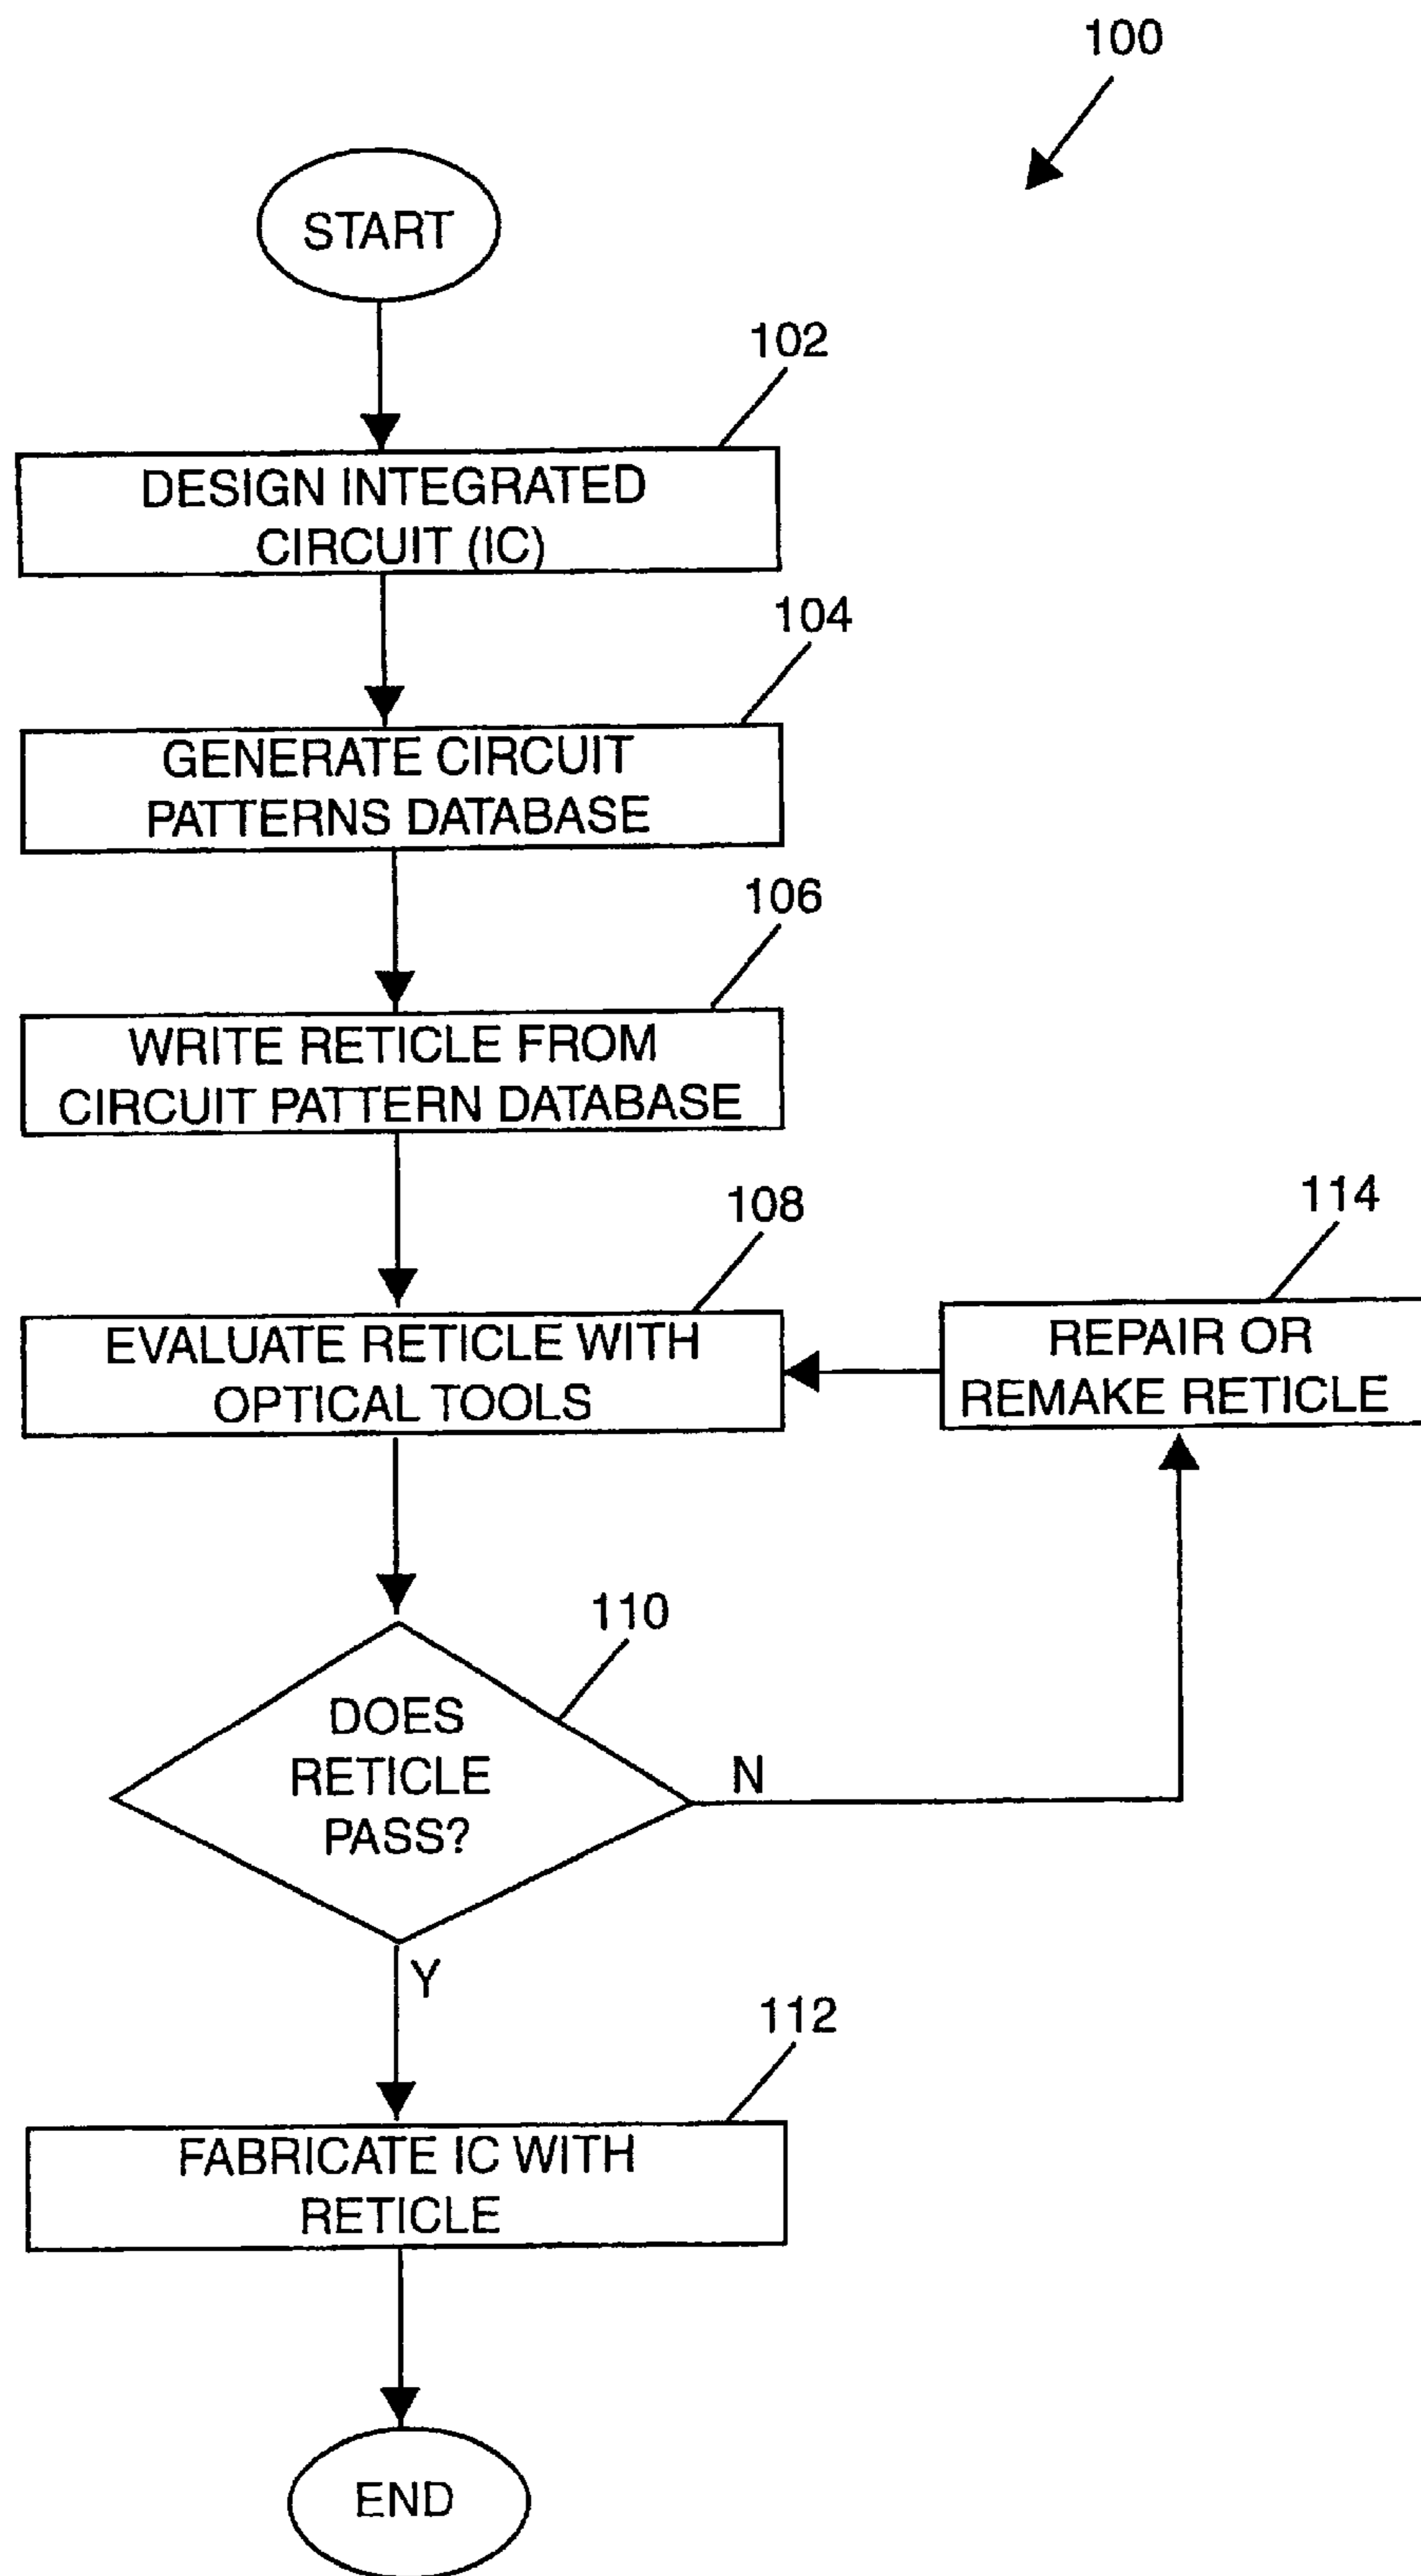 100
START
102
DESIGN INTEGRATED
CIRCUIT (IC)
104
GENERATE CIRCUIT
PATTERNS DATABASE
106
WRITE RETICLE FROM
CIRCUIT PATTERN DATABASE
108
EVALUATE RETICLE WITH
OPTICAL TOOLS
114
REPAIR OR
REMAKE RETICLE
110
DOES
RETICLE
PASS?
N
Y
112
FABRICATE IC WITH
RETICLE
END